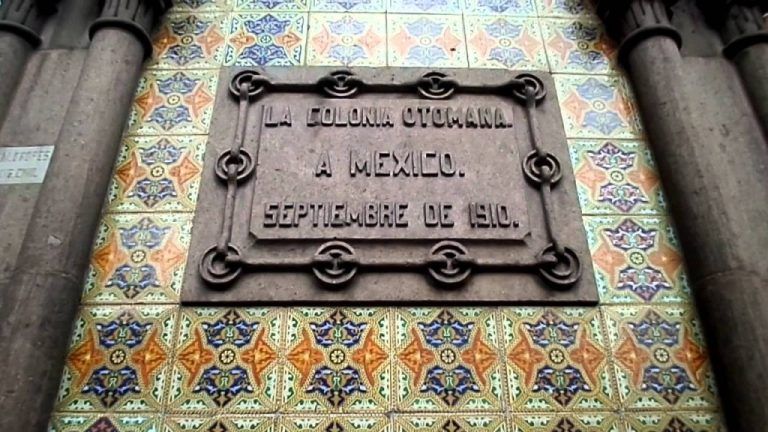 LA COLONIA OTOMANA.
A MEXICO.
SEPTIEMBRE DE 1910.